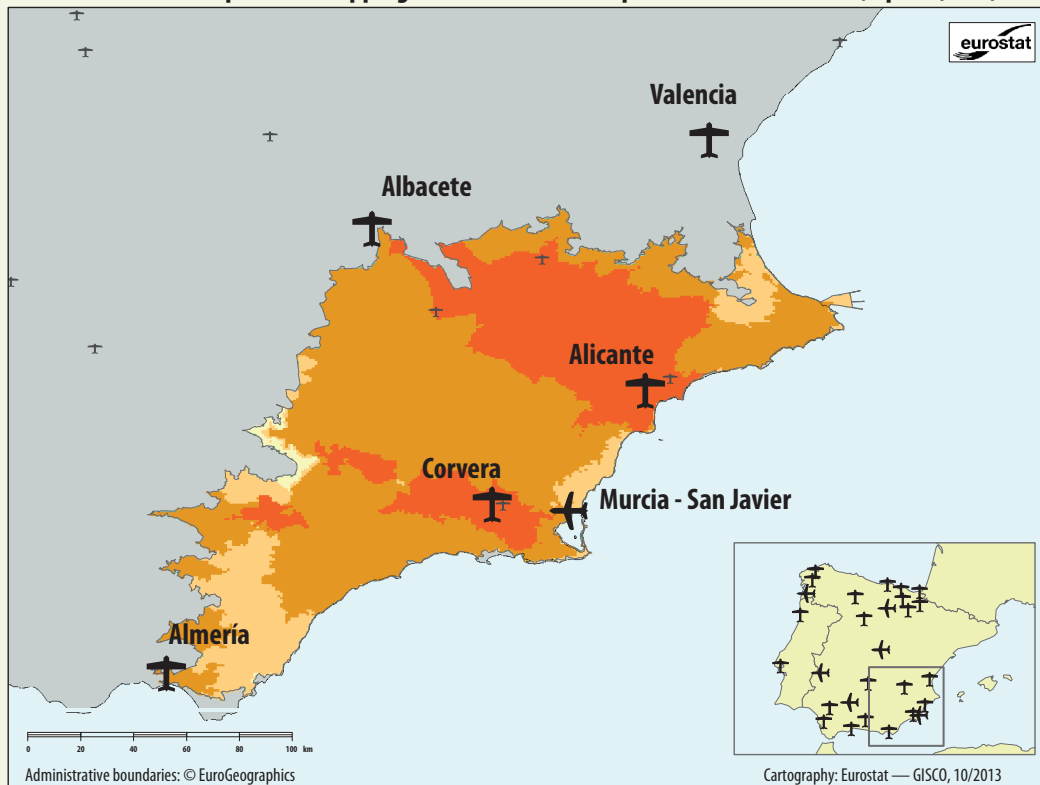 eurostat
Valencia
Albacete
Alicante
Corvera
Murcia - San Javier
Almería
0 20 40 60 80 100 km
Administrative boundaries: © EuroGeographics
Cartography: Eurostat — GISCO, 10/2013